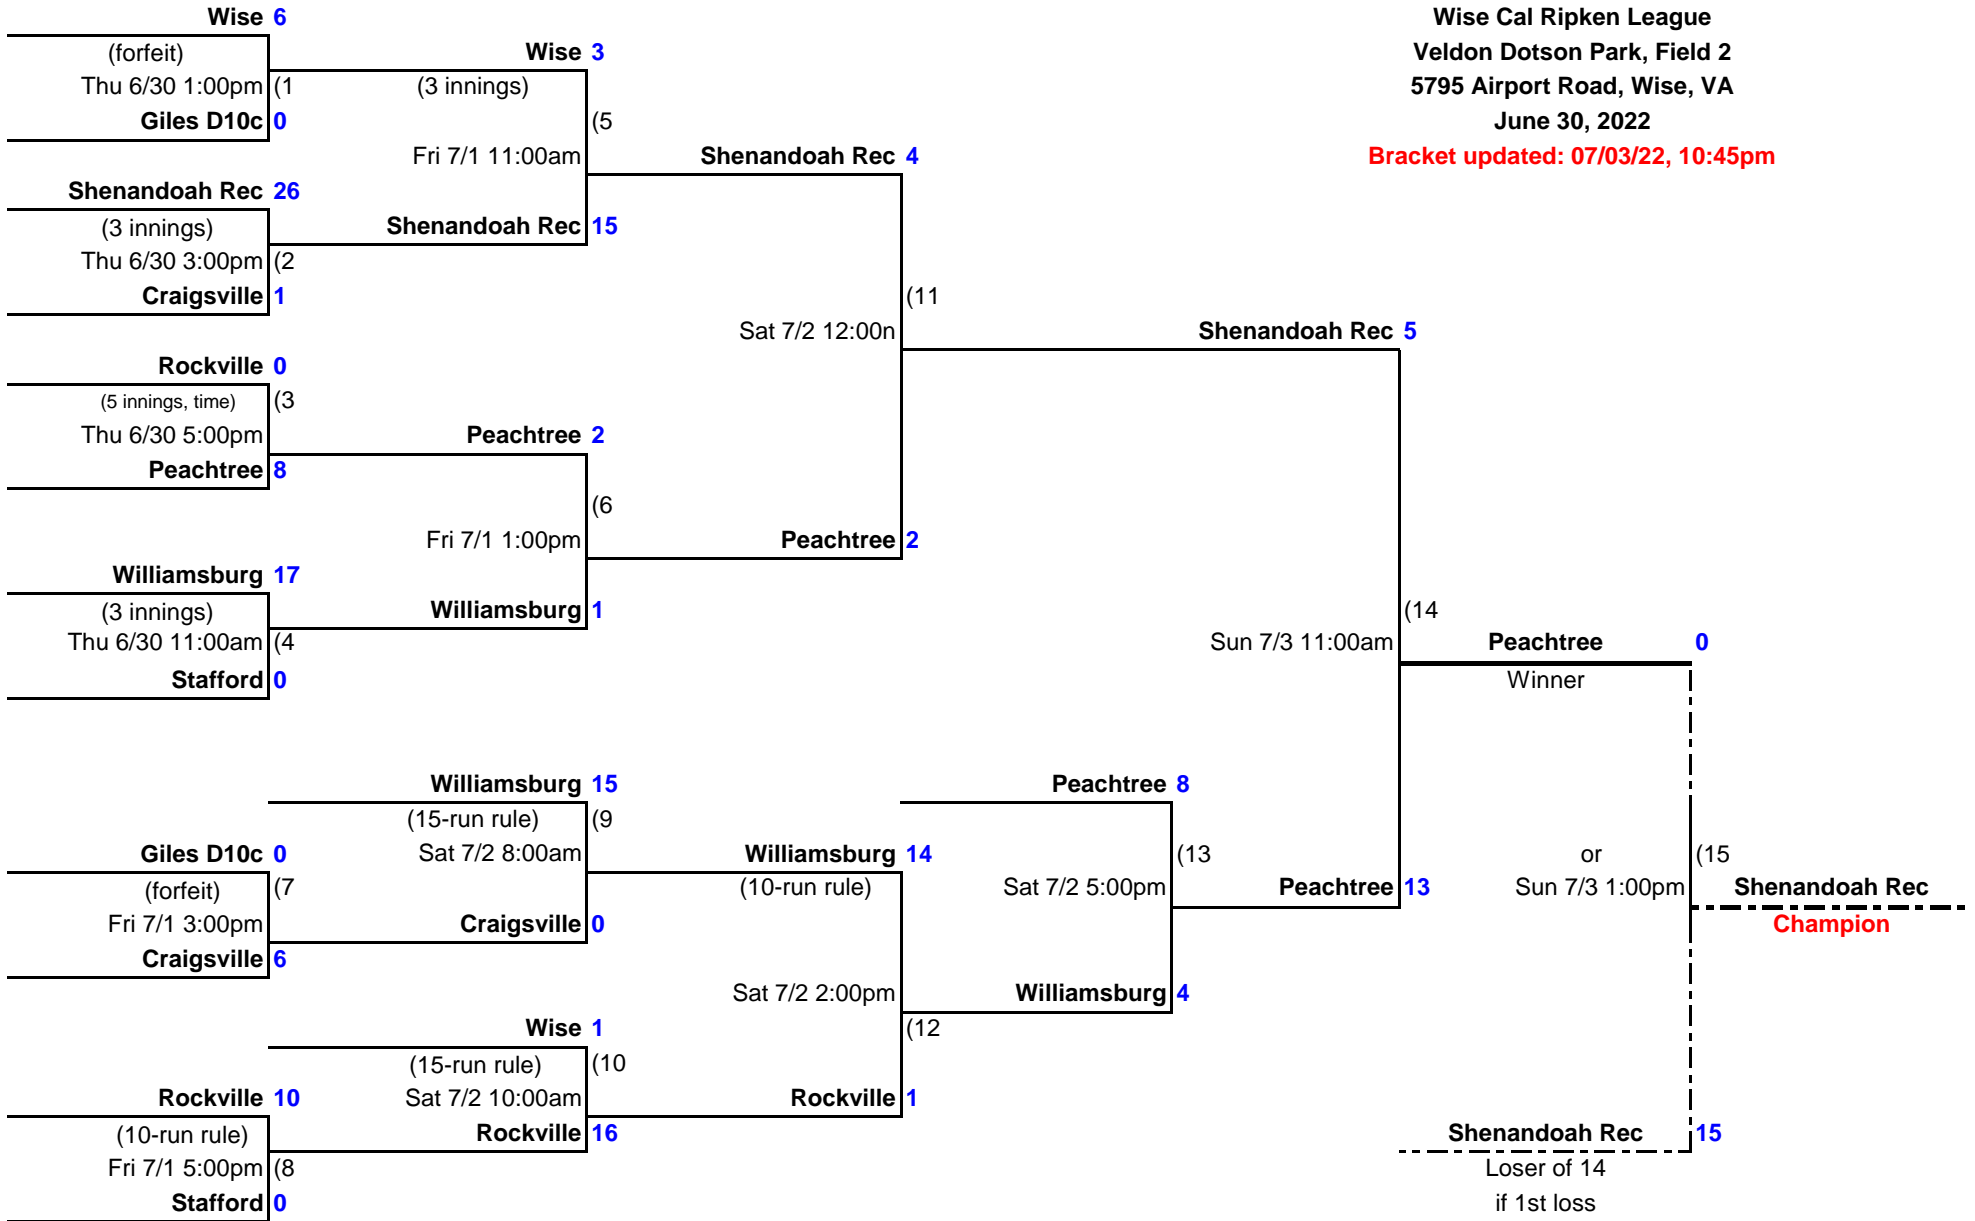 Wise 6
(forfeit)
Thu 6/30 1:00pm (1
Giles D10c 0
Shenandoah Rec 26
(3 innings)
Thu 6/30 3:00pm (2
Craigsville 1
Rockville 0
(5 innings, time) (3
Thu 6/30 5:00pm
Peachtree 8
Williamsburg 17
(3 innings)
Thu 6/30 11:00am (4
Stafford 0
Wise 3
(3 innings)
(5
Fri 7/1 11:00am
Shenandoah Rec 15
Peachtree 2
(6
Fri 7/1 1:00pm
Williamsburg 1
Shenandoah Rec 4
(11
Sat 7/2 12:00n
Peachtree 2
Shenandoah Rec 5
(14
Sun 7/3 11:00am
Peachtree 13
Wise Cal Ripken League
Veldon Dotson Park, Field 2
5795 Airport Road, Wise, VA
June 30, 2022
Bracket updated: 07/03/22, 10:45pm
Giles D10c 0
(forfeit) (7
Fri 7/1 3:00pm
Craigsville 6
Rockville 10
(10-run rule)
Fri 7/1 5:00pm (8
Stafford 0
Williamsburg 15
(15-run rule) (9
Sat 7/2 8:00am
Craigsville 0
Wise 1
(15-run rule) (10
Sat 7/2 10:00am
Rockville 16
Williamsburg 14
(10-run rule)
Sat 7/2 2:00pm
(12
Rockville 1
Peachtree 8
(13
Sat 7/2 5:00pm
Williamsburg 4
Peachtree 0
Winner
or (15
Sun 7/3 1:00pm
Shenandoah Rec 15
Loser of 14
if 1st loss
Shenandoah Rec
Champion